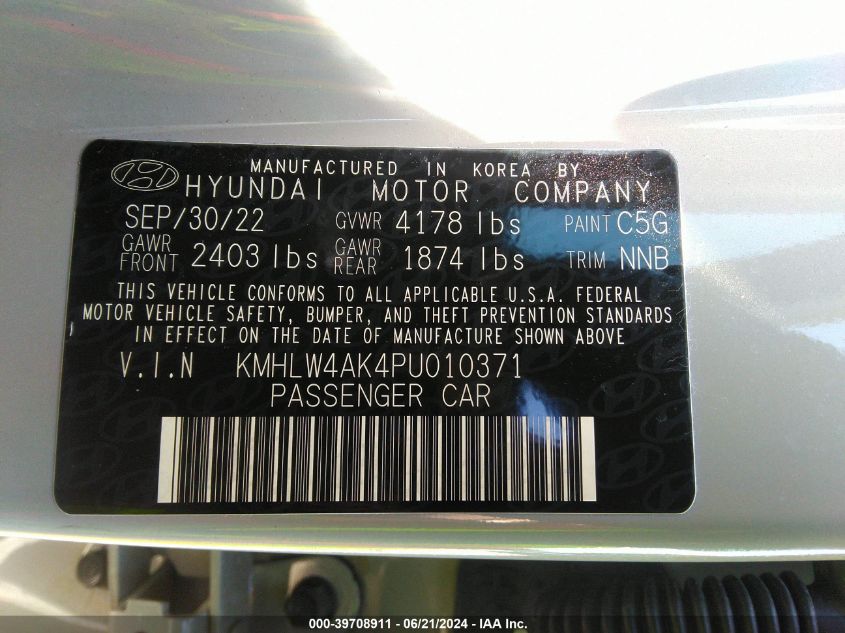 MANUFACTURED IN KOREA BY
HYUNDAI MOTOR COMPANY
SEP/30/22 GVWR 4178 lbs PAINT C5G
GAWR FRONT 2403 lbs GAWR REAR 1874 lbs TRIM NNB
THIS VEHICLE CONFORMS TO ALL APPLICABLE U.S.A. FEDERAL
MOTOR VEHICLE SAFETY, BUMPER, AND THEFT PREVENTION STANDARDS
IN EFFECT ON THE DATE OF MANUFACTURE SHOWN ABOVE
V.I.N KMHLW4AK4PU010371
PASSENGER CAR
000-39708911 - 06/21/2024 - IAA Inc.